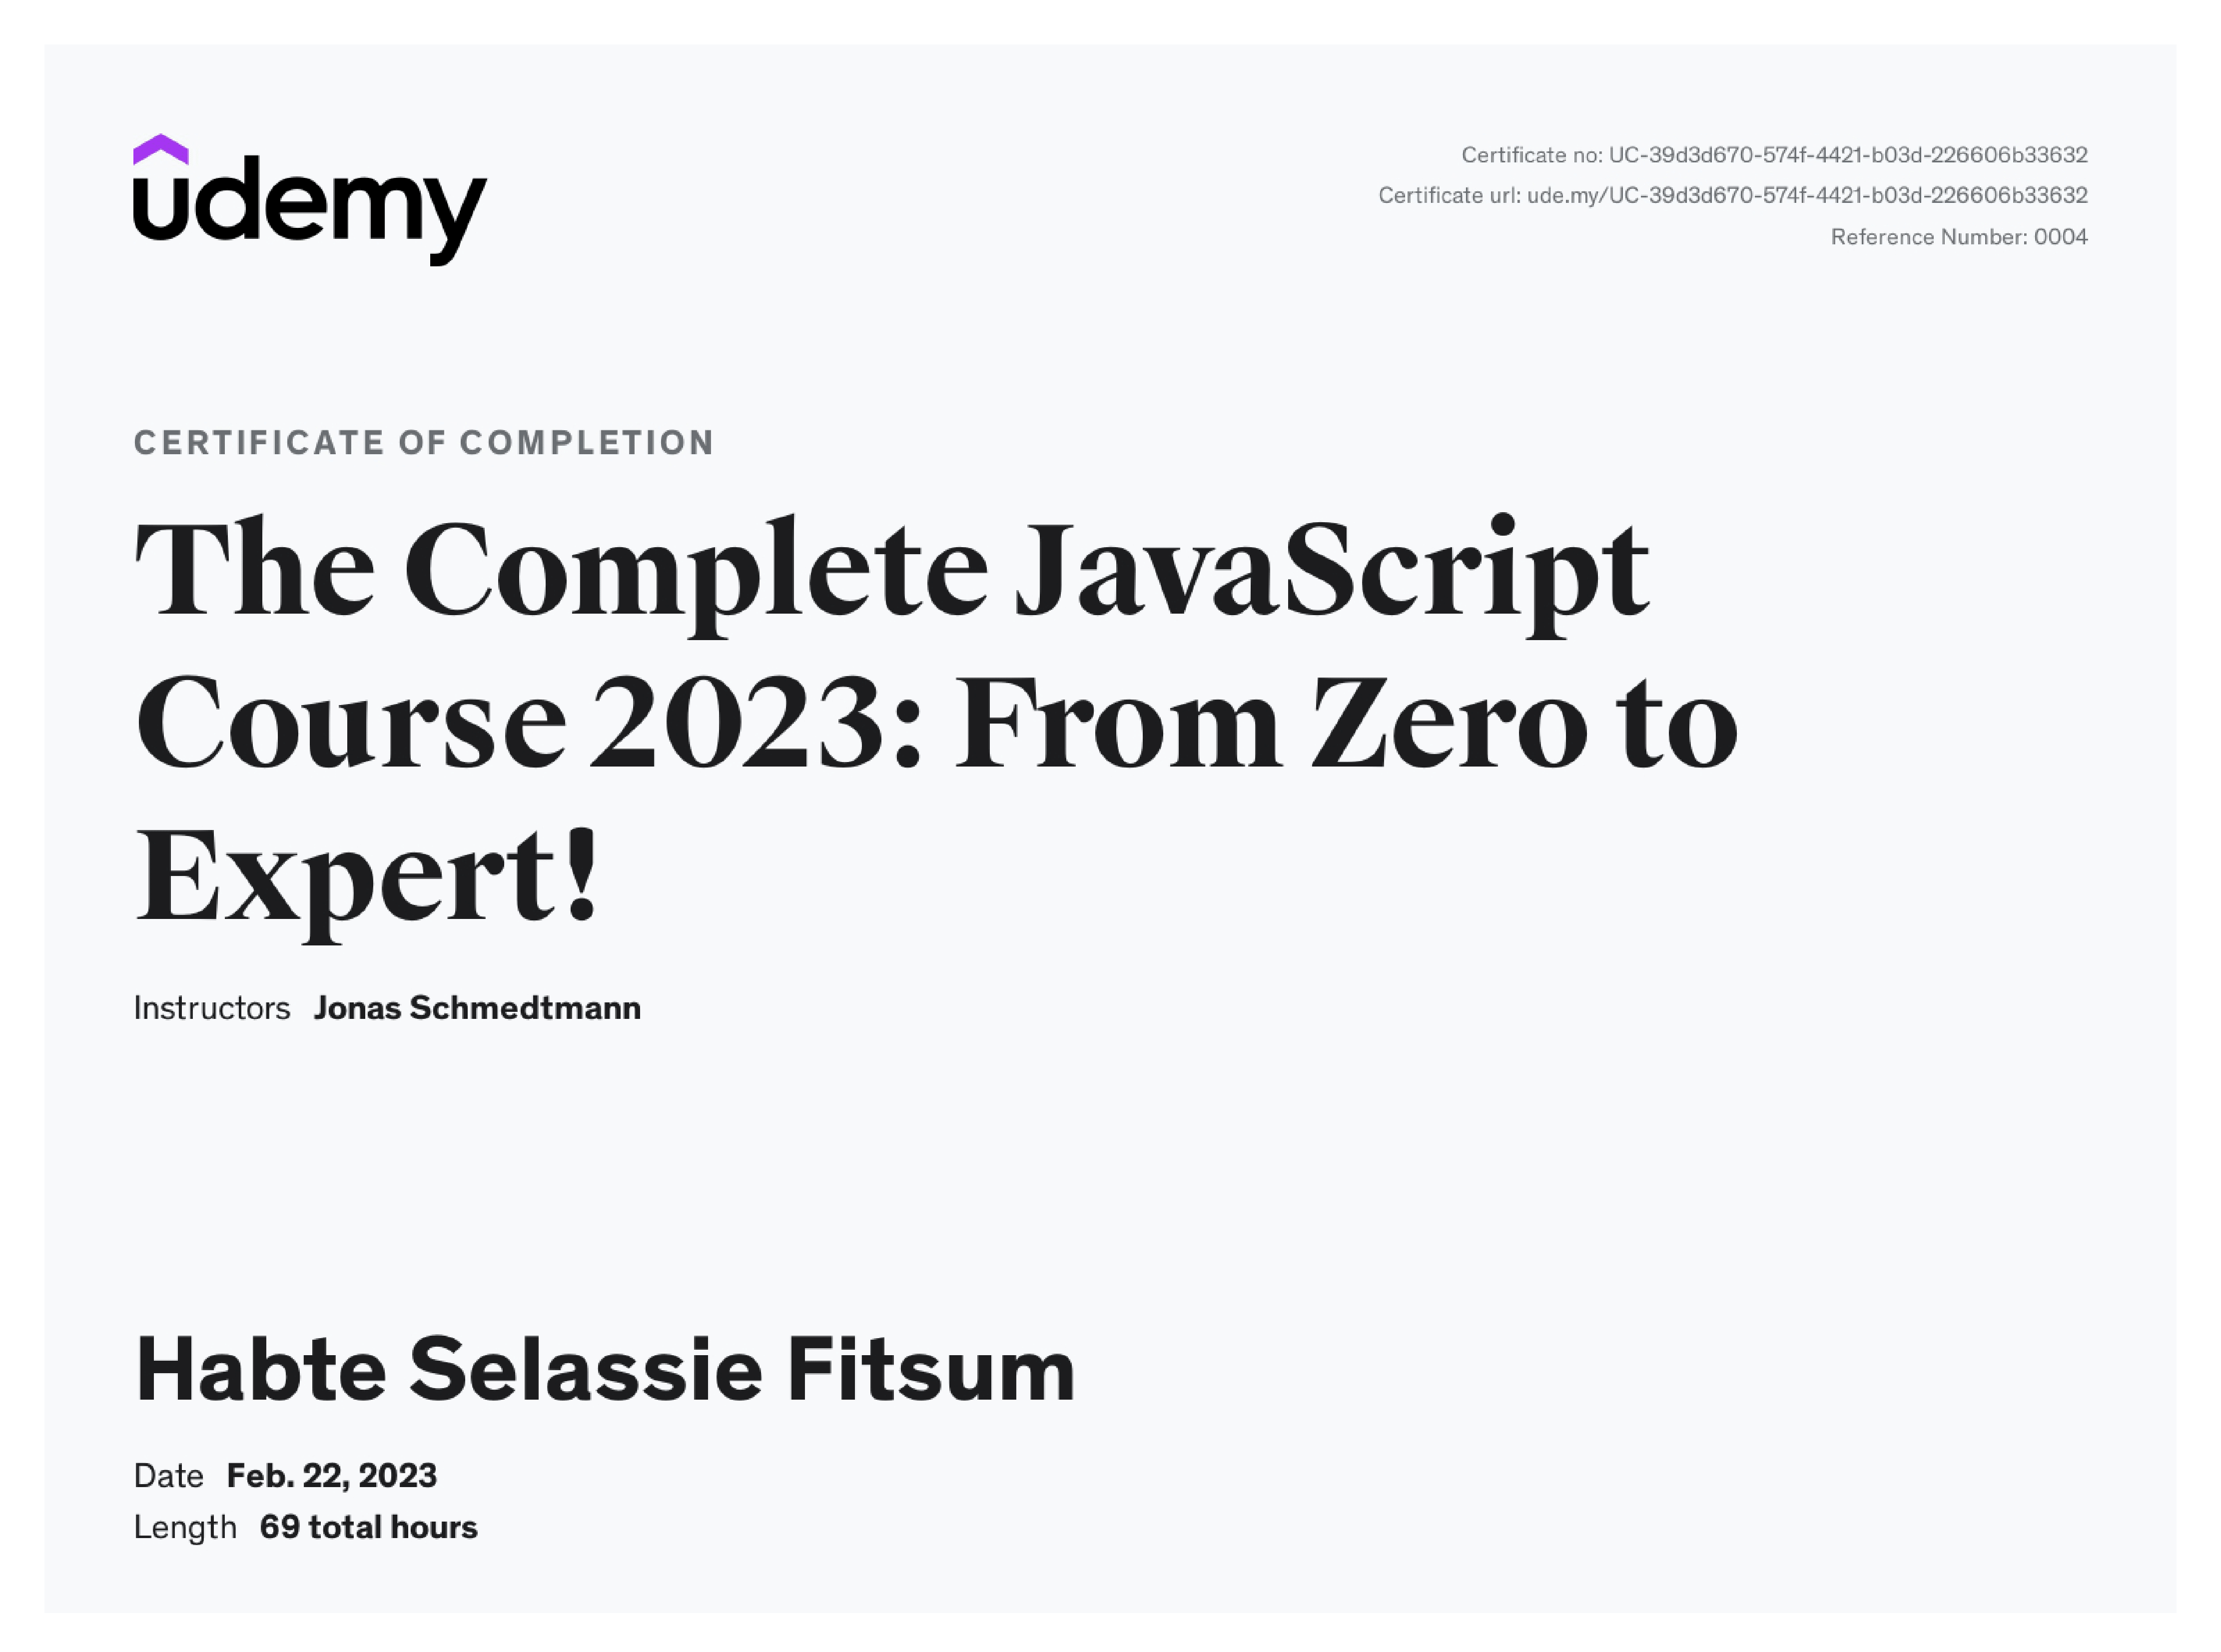 udemy
Certificate no: UC-39d3d670-574f-4421-b03d-226606b33632
Certificate url: ude.my/UC-39d3d670-574f-4421-b03d-226606b33632
Reference Number: 0004
CERTIFICATE OF COMPLETION
The Complete JavaScript
Course 2023: From Zero to
Expert!
Instructors Jonas Schmedtmann
Habte Selassie Fitsum
Date Feb. 22, 2023
Length 69 total hours